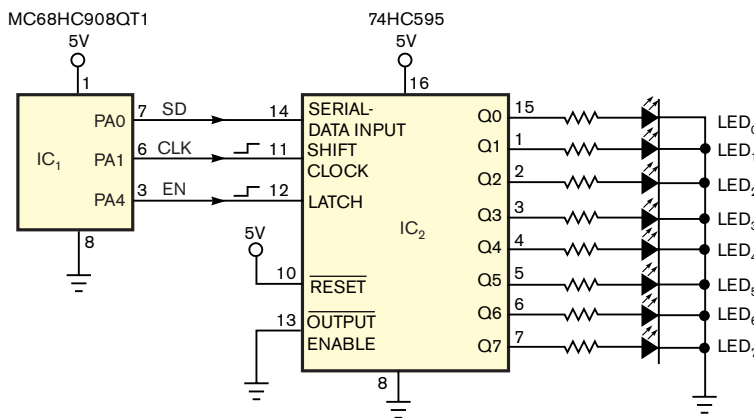 MC68HC908QT1
74HC595
5V
5V
1
16
IC1
PA0
7
SD
14
SERIAL-
DATA INPUT
PA1
6
CLK
11
SHIFT
CLOCK
PA4
3
EN
12
LATCH
8
5V
10
RESET
13
OUTPUT
ENABLE
8
IC2
Q0
15
LED0
Q1
1
LED
Q2
2
LED2
Q3
3
LED3
Q4
4
LED4
Q5
5
LED5
Q6
6
LED6
Q7
7
LED